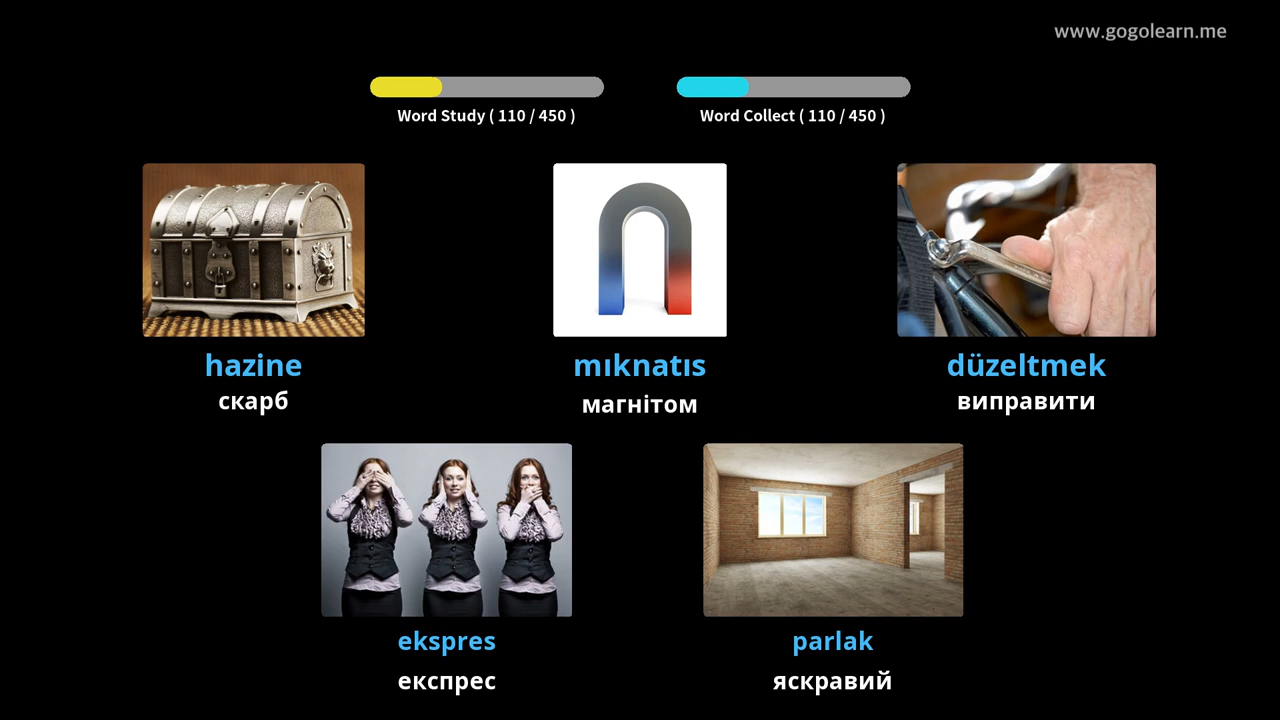 www.gogolearn.me
Word Study ( 110 / 450 )
Word Collect ( 110 / 450 )
hazine
скарб
mıknatıs
магнітом
düzeltmek
виправити
ekspres
експрес
parlak
яскравий